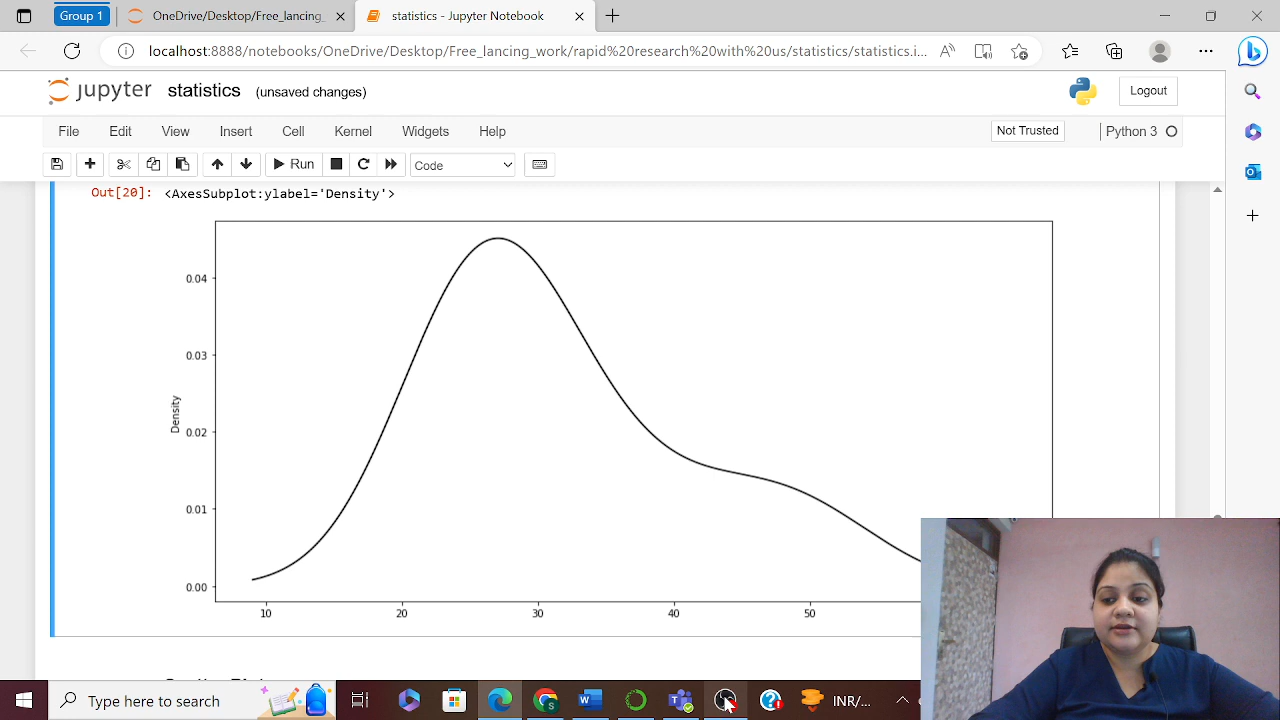 Group 1
OneDrive/Desktop/Free_lancing_
statistics - Jupyter Notebook
localhost:8888/notebooks/OneDrive/Desktop/Free_lancing_work/rapid%20research%20with%20us/statistics/statistics.i...
jupyter statistics (unsaved changes)
Logout
File Edit View Insert Cell Kernel Widgets Help
Not Trusted
Python 3
Run
Code
Out[20]: <AxesSubplot:ylabel='Density'>
0.04
0.03
0.02
0.01
0.00
Density
10 20 30 40 50
Type here to search
INR/...